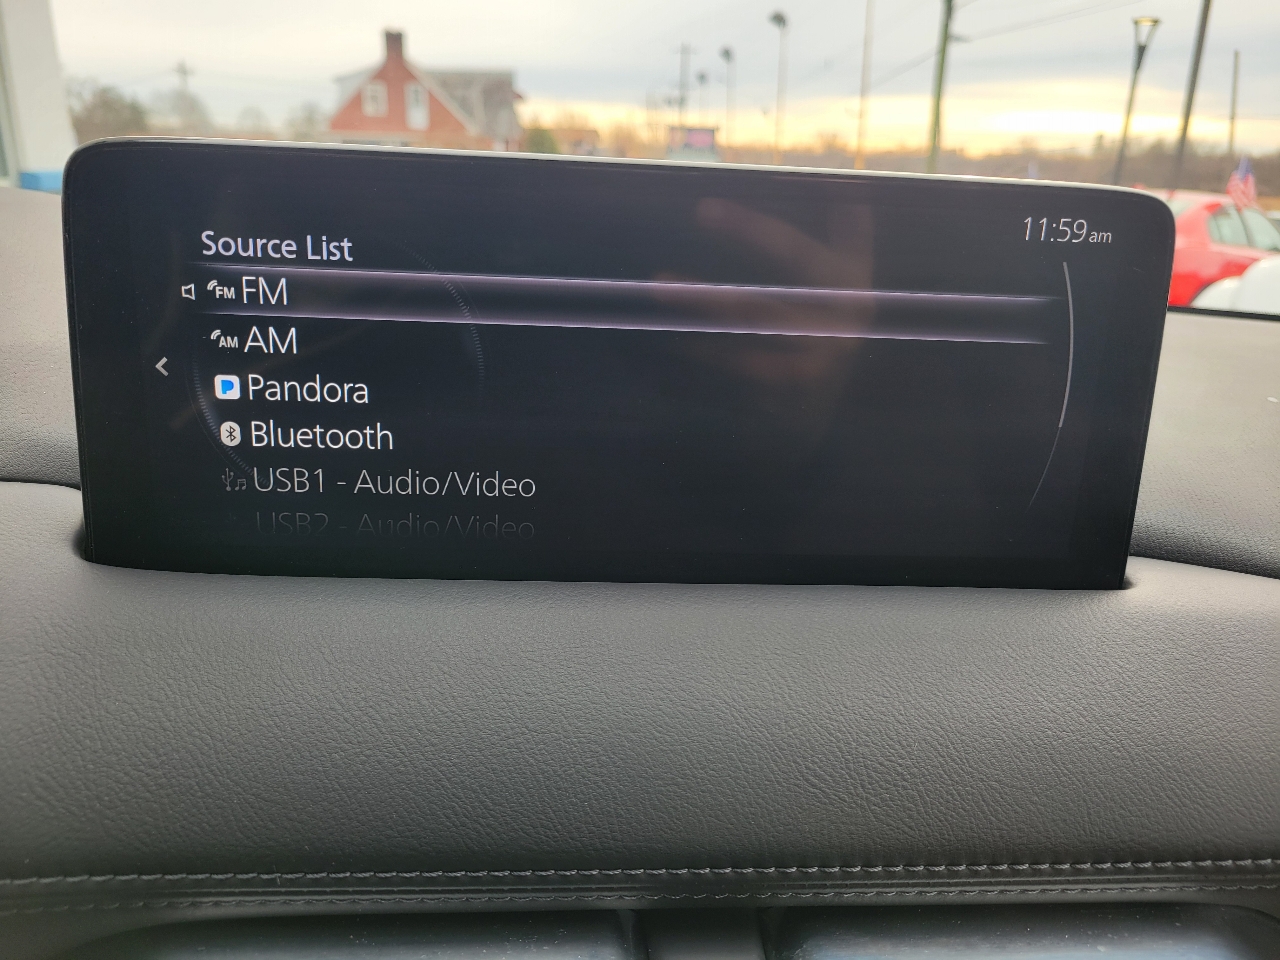 11:59am
Source List
FM FM
AM AM
Pandora
Bluetooth
USB1 - Audio/Video
USB2 - Audio/Video